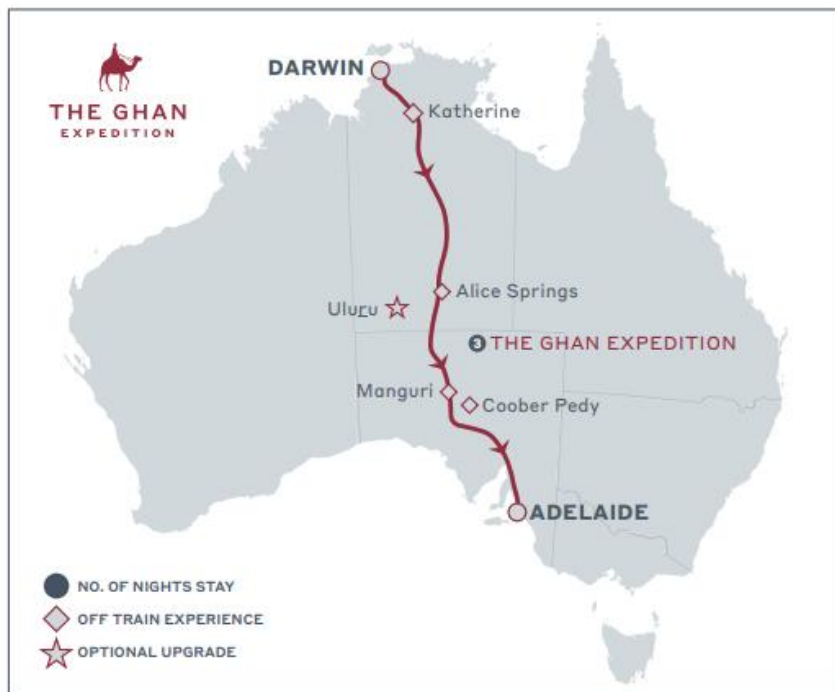 DARWIN
THE GHAN
EXPEDITION
Katherine
Alice Springs
Uluṟu
3 THE GHAN EXPEDITION
Manguri
Coober Pedy
ADELAIDE
NO. OF NIGHTS STAY
OFF TRAIN EXPERIENCE
OPTIONAL UPGRADE